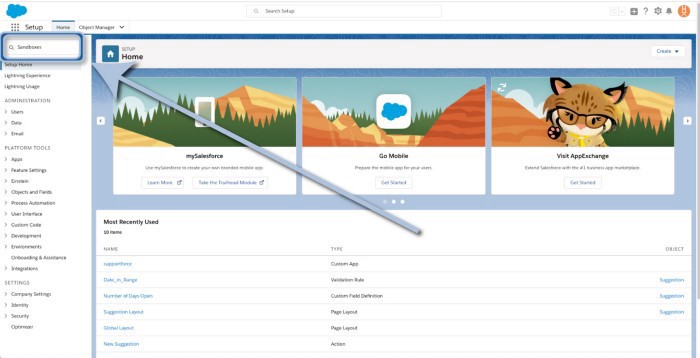 Search Setup
Setup
Home
Object Manager
Sandboxes
Setup Home
Lightning Experience
Lightning Usage
ADMINISTRATION
Users
Data
Email
PLATFORM TOOLS
Apps
Feature Settings
Einstein
Objects and Fields
Process Automation
User Interface
Custom Code
Development
Environments
Onboarding & Assistance
Integrations
SETTINGS
Company Settings
Identity
Security
Optimizer
SETUP
Home
Create
mySalesforce
Use mySalesforce to create your own branded mobile app.
Learn More
Take the Trailhead Module
Go Mobile
Prepare the mobile app for your users.
Get Started
Visit AppExchange
Extend Salesforce with the #1 business app marketplace.
Get Started
Most Recently Used
10 items
NAME TYPE OBJECT
supportforce Custom App
Date_in_Range Validation Rule Suggestion
Number of Days Open Custom Field Definition Suggestion
Suggestion Layout Page Layout Suggestion
Global Layout Page Layout
New Suggestion Action